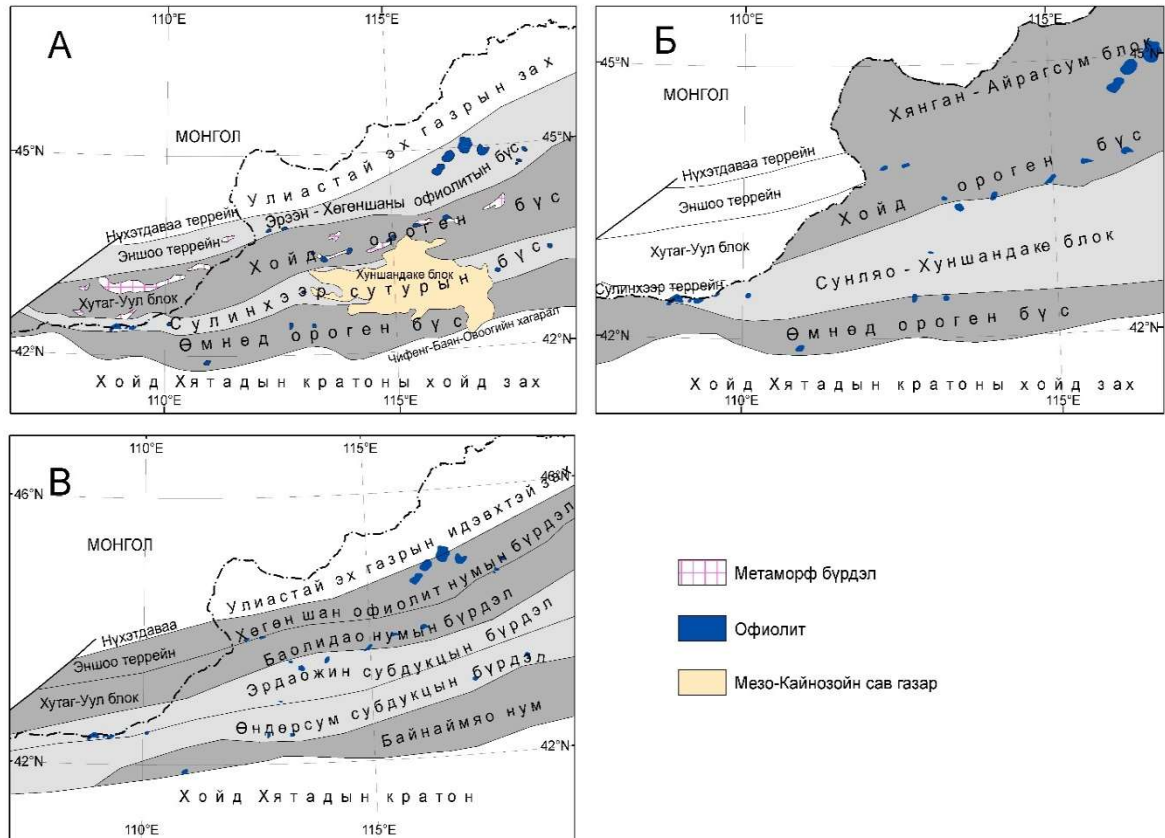 110°E
115°E
А
45°N
45°N
МОНГОЛ
Улиастай эх газрын зах
Нүхэтдаваа террейн
Эрээн - Хөгөншаны офиолитын бүс
Эншоо террейн
Хойд ороген бүс
Хуншандаке блок
Хутаг-Уул блок
Сулинхээр сутурын бүс
Өмнөд ороген бүс
Чифенг-Баян-Овоогийн хагарал
42°N
42°N
Хойд Хятадын кратоны хойд зах
110°E
115°E
110°E
115°E
Б
45°N
45°N
Хянган - Айрагсум блок
МОНГОЛ
Нүхэтдаваа террейн
Эншоо террейн
Хойд ороген бүс
Хутаг-Уул блок
Сунляо - Хуншандаке блок
Сулинхээр террейн
Өмнөд ороген бүс
42°N
42°N
Хойд Хятадын кратоны хойд зах
110°E
115°E
110°E
115°E
В
46°N
46°N
МОНГОЛ
Улиастай эх газрын идэвхтэй зах
Нүхэтдаваа
Хөгөн шан офиолит нумын бүрдэл
Эншоо террейн
Баолидао нумын бүрдэл
Хутаг-Уул блок
Эрдаожин субдукцын бүрдэл
Өндөрсум субдукцын бүрдэл
Байнаймяо нум
42°N
42°N
Хойд Хятадын кратон
110°E
115°E
Метаморф бүрдэл
Офиолит
Мезо-Кайнозойн сав газар